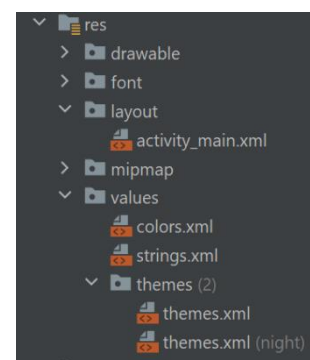 res
drawable
font
layout
activity_main.xml
mipmap
values
colors.xml
strings.xml
themes (2)
themes.xml
themes.xml (night)